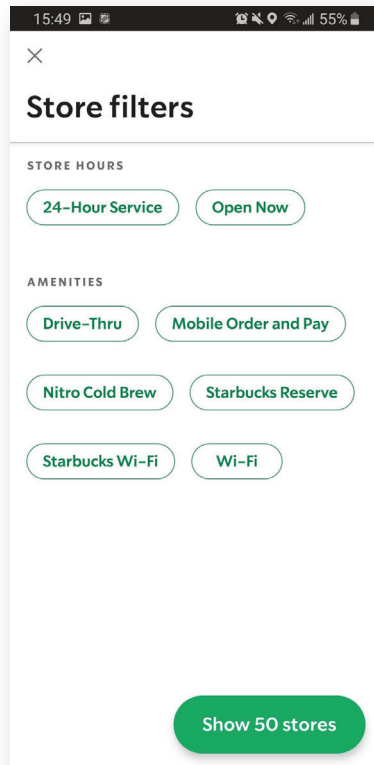 15:49 55%
Store filters
STORE HOURS
24-Hour Service Open Now
AMENITIES
Drive-Thru Mobile Order and Pay
Nitro Cold Brew Starbucks Reserve
Starbucks Wi-Fi Wi-Fi
Show 50 stores